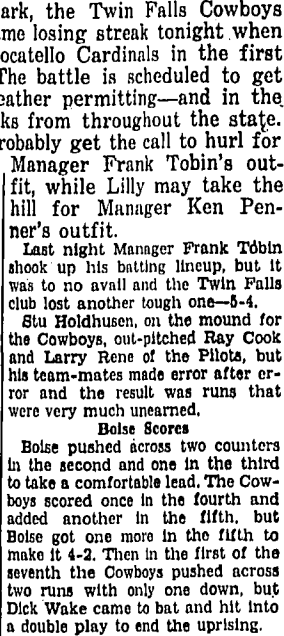 ark, the Twin Falls Cowboys
me losing streak tonight when
ocatello Cardinals in the first
The battle is scheduled to get
eather permitting—and in the
ks from throughout the state.
robably get the call to hurl for
Manager Frank Tobin's out-
fit, while Lilly may take the
hill for Manager Ken Pen-
ner's outfit.
Last night Manager Frank Tobin
shook up his batting lineup, but it
was to no avail and the Twin Falls
club lost another tough one—5-4.
Stu Holdhusen, on the mound for
the Cowboys, out-pitched Ray Cook
and Larry Rene of the Pilots, but
his team-mates made error after er-
ror and the result was runs that
were very much unearned.
Boise Scores
Boise pushed across two counters
in the second and one in the third
to take a comfortable lead. The Cow-
boys scored once in the fourth and
added another in the fifth, but
Boise got one more in the fifth to
make it 4-2. Then in the first of the
seventh the Cowboys pushed across
two runs with only one down, but
Dick Wake came to bat and hit into
a double play to end the uprising.